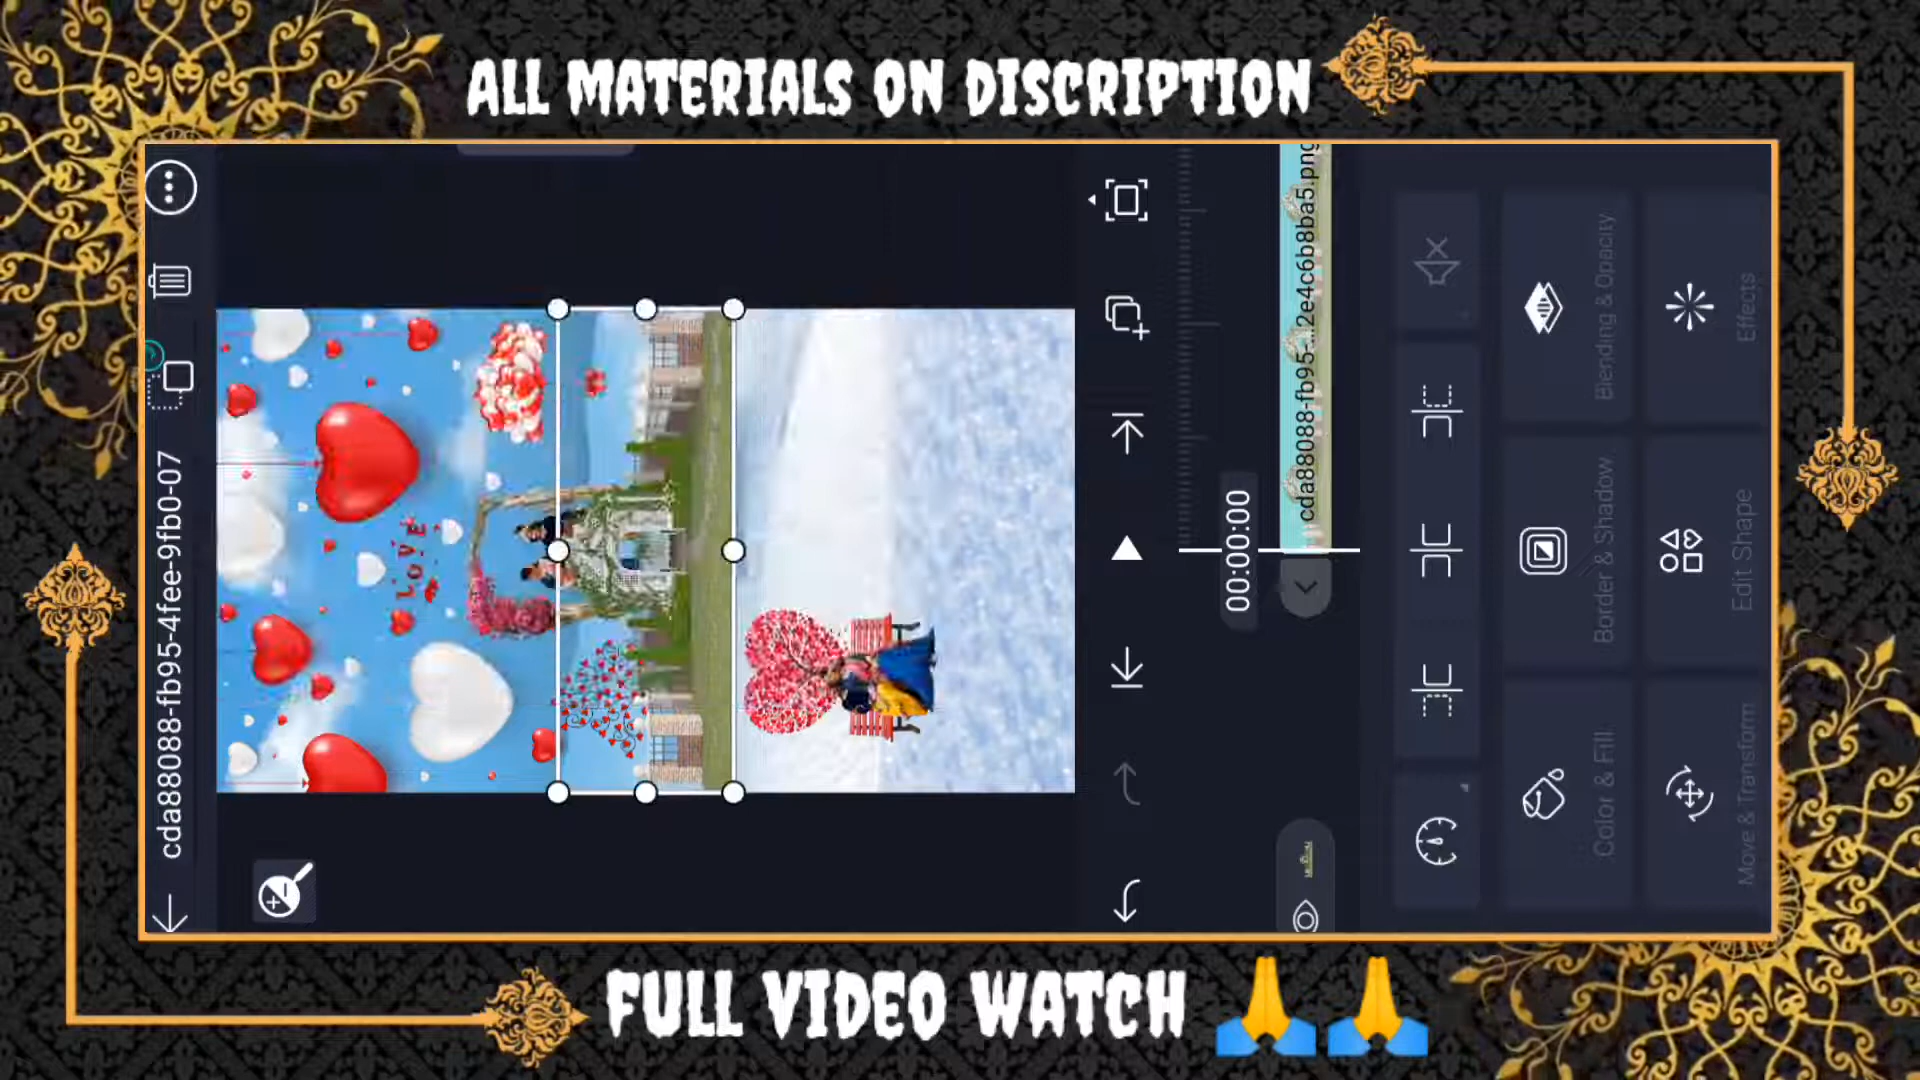 ALL MATERIALS ON DISCRIPTION
cda88088-fb95-4fee-9fb0-07
LOVE
00:00:00
cda88088-fb95-...2e4c6b8ba5.png
Blending & Opacity
Border & Shadow
Color & Fill
Effects
Edit Shape
Move & Transform
FULL VIDEO WATCH 🙏🙏